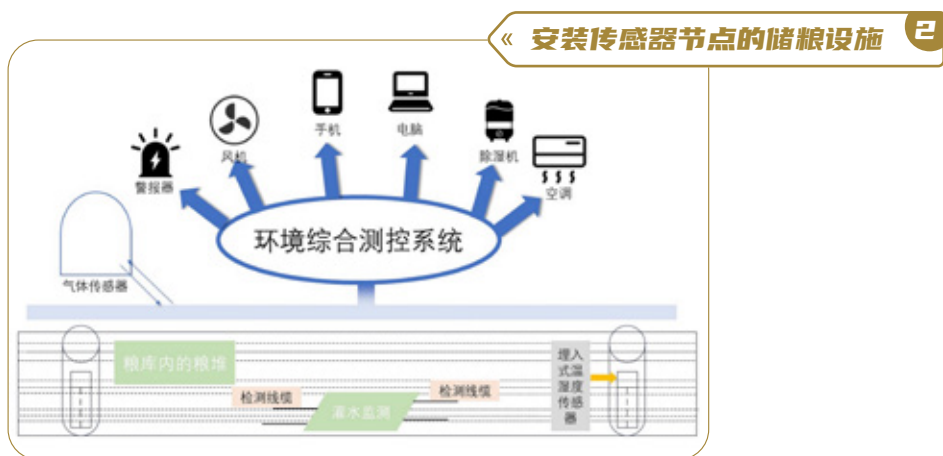 « 安装传感器节点的储粮设施 2
手机
电脑
风机
除湿机
警报器
空调
环境综合测控系统
气体传感器
粮库内的粮堆
埋入
式温
湿度
传感
器
检测线缆
检测线缆
漏水监测